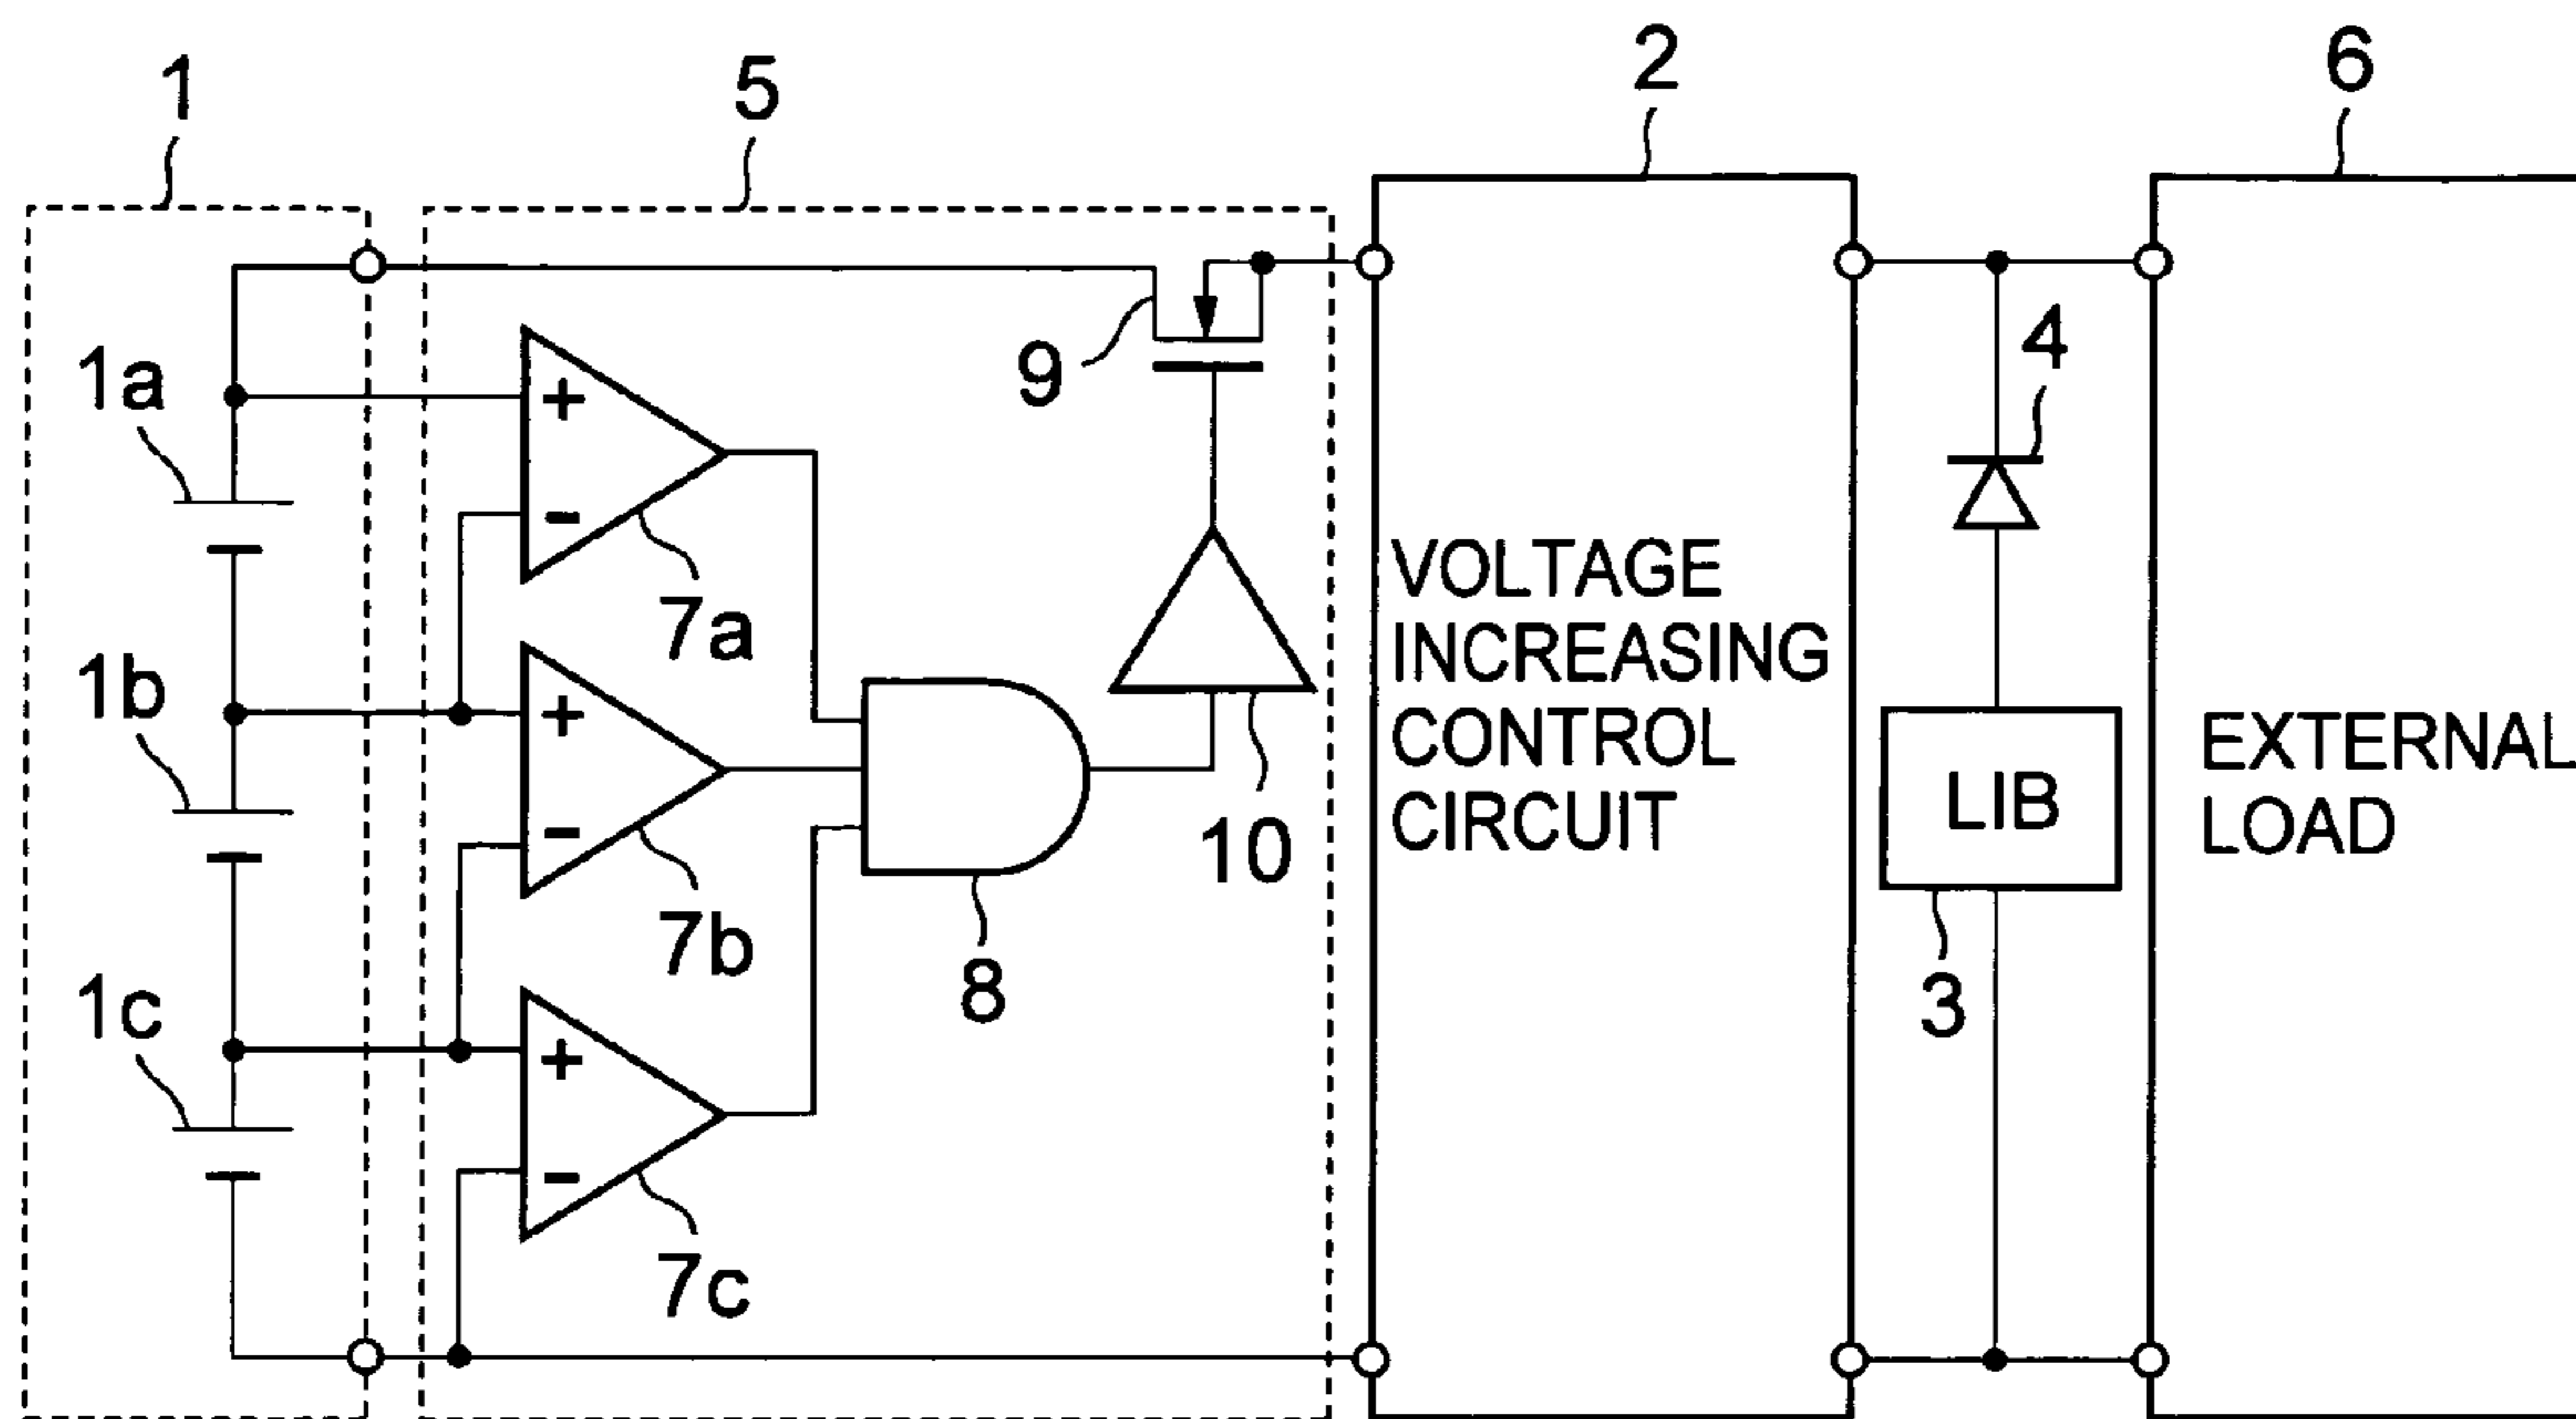 1
5
2
6
1a
1b
1c
+
-
7a
+
-
7b
+
-
7c
8
9
10
VOLTAGE
INCREASING
CONTROL
CIRCUIT
4
LIB
3
EXTERNAL
LOAD